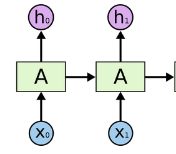 h₀ h₁
A A
x₀ x₁